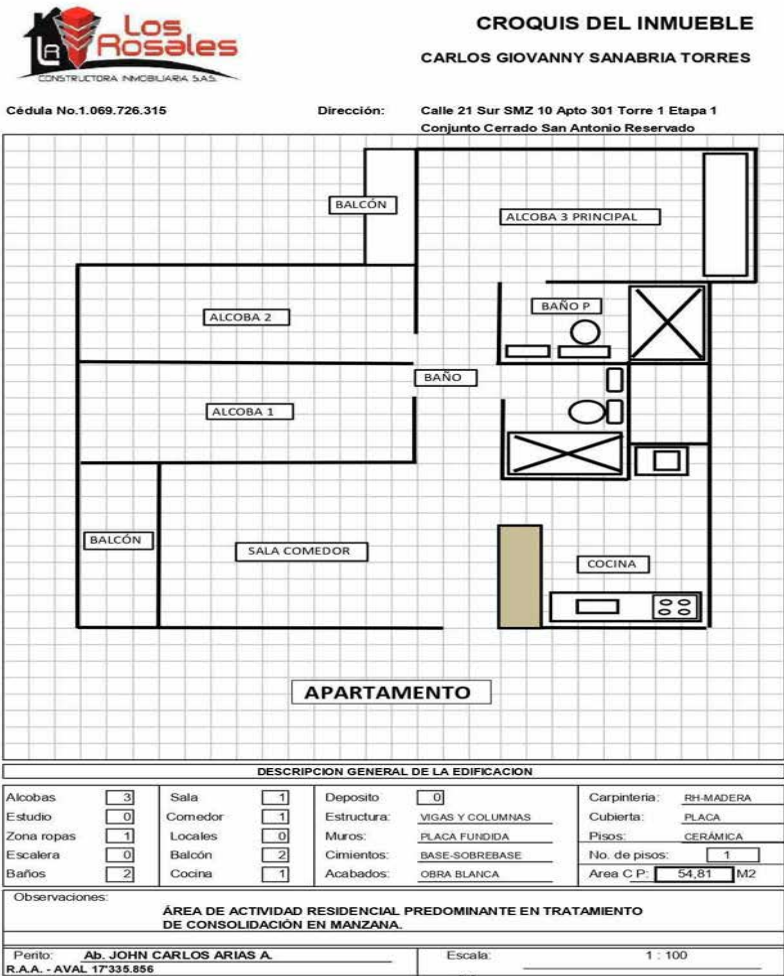 Los
Rosales
CONSTRUCTORA INMOBILIARIA S.A.S.
CROQUIS DEL INMUEBLE
CARLOS GIOVANNY SANABRIA TORRES
Cédula No.1.069.726.315 Dirección: Calle 21 Sur SMZ 10 Apto 301 Torre 1 Etapa 1
Conjunto Cerrado San Antonio Reservado
BALCÓN
ALCOBA 3 PRINCIPAL
BAÑO P
ALCOBA 2
BAÑO
ALCOBA 1
BALCÓN
SALA COMEDOR
COCINA
APARTAMENTO
DESCRIPCION GENERAL DE LA EDIFICACION
Alcobas 3 Sala 1 Deposito 0 Carpinteria: RH-MADERA
Estudio 0 Comedor 1 Estructura: VIGAS Y COLUMNAS Cubierta: PLACA
Zona ropas 1 Locales 0 Muros: PLACA FUNDIDA Pisos: CERÁMICA
Escalera 0 Balcón 2 Cimientos: BASE-SOBREBASE No. de pisos: 1
Baños 2 Cocina 1 Acabados: OBRA BLANCA Area C P: 54,81 M2
Observaciones:
ÁREA DE ACTIVIDAD RESIDENCIAL PREDOMINANTE EN TRATAMIENTO
DE CONSOLIDACIÓN EN MANZANA.
Perito: Ab. JOHN CARLOS ARIAS A. Escala: 1 : 100
R.A.A. - AVAL 17'335.856